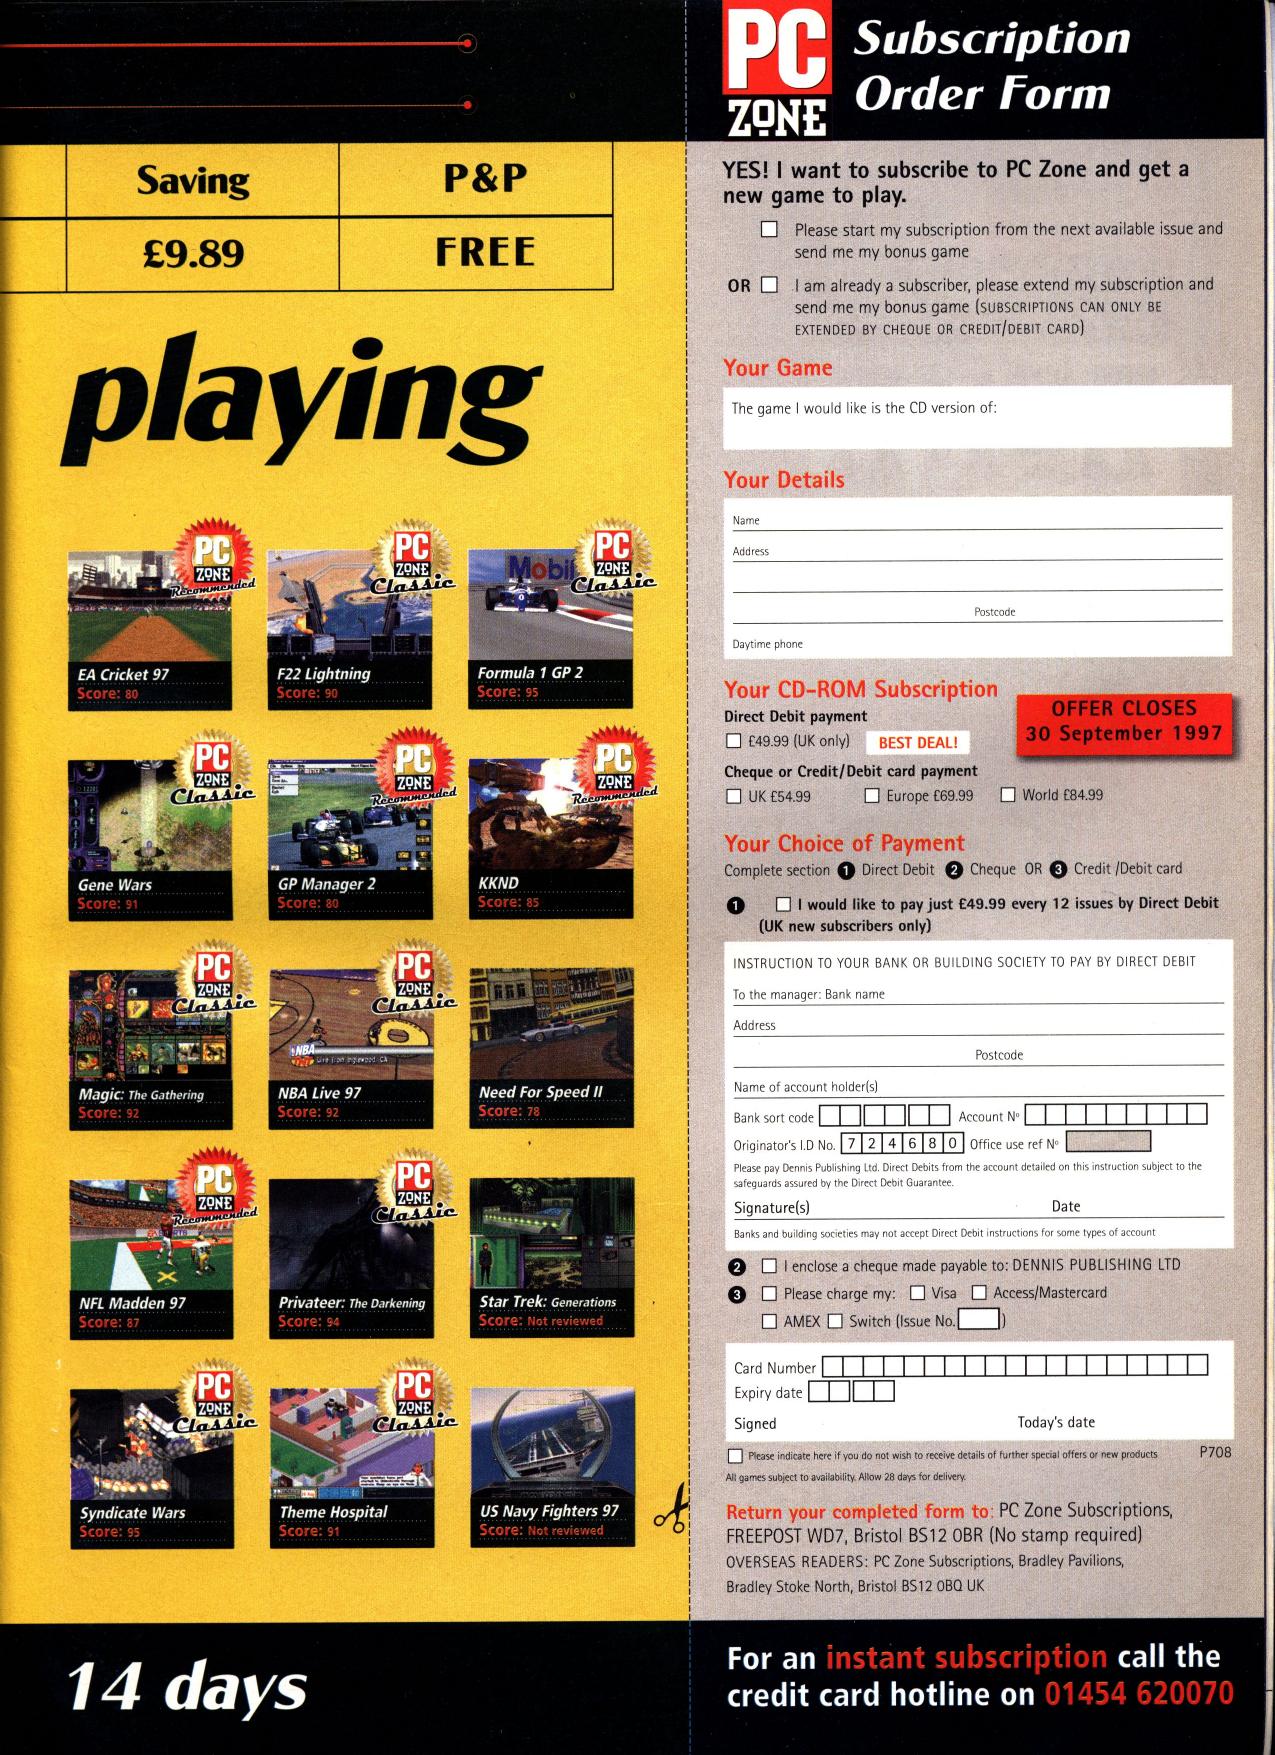 Saving
P&P
£9.89
FREE
playing
PC
ZONE
Recommended
EA Cricket 97
Score: 80
PC
ZONE
Classic
F22 Lightning
Score: 90
Mobil
PC
ZONE
Classic
Formula 1 GP 2
Score: 95
PC
ZONE
Classic
Gene Wars
Score: 91
PC
ZONE
Recommended
GP Manager 2
Score: 80
PC
ZONE
Recommended
KKND
Score: 85
PC
ZONE
Classic
Magic: The Gathering
Score: 92
PC
ZONE
Classic
NBA
Live from Inglewood, CA
NBA Live 97
Score: 92
Need For Speed II
Score: 78
PC
ZONE
Recommended
NFL Madden 97
Score: 87
PC
ZONE
Classic
Privateer: The Darkening
Score: 94
Star Trek: Generations
Score: Not reviewed
PC
ZONE
Classic
Syndicate Wars
Score: 95
PC
ZONE
Classic
Theme Hospital
Score: 91
US Navy Fighters 97
Score: Not reviewed
14 days
PC
ZONE
Subscription
Order Form
YES! I want to subscribe to PC Zone and get a
new game to play.
Please start my subscription from the next available issue and
send me my bonus game
OR I am already a subscriber, please extend my subscription and
send me my bonus game (SUBSCRIPTIONS CAN ONLY BE
EXTENDED BY CHEQUE OR CREDIT/DEBIT CARD)
Your Game
The game I would like is the CD version of:
Your Details
Name
Address
Postcode
Daytime phone
Your CD-ROM Subscription
Direct Debit payment
£49.99 (UK only) BEST DEAL!
OFFER CLOSES
30 September 1997
Cheque or Credit/Debit card payment
UK £54.99 Europe £69.99 World £84.99
Your Choice of Payment
Complete section 1 Direct Debit 2 Cheque OR 3 Credit /Debit card
1 I would like to pay just £49.99 every 12 issues by Direct Debit
(UK new subscribers only)
INSTRUCTION TO YOUR BANK OR BUILDING SOCIETY TO PAY BY DIRECT DEBIT
To the manager: Bank name
Address
Postcode
Name of account holder(s)
Bank sort code Account Nº
Originator's I.D No. 7 2 4 6 8 0 Office use ref Nº
Please pay Dennis Publishing Ltd. Direct Debits from the account detailed on this instruction subject to the
safeguards assured by the Direct Debit Guarantee.
Signature(s) Date
Banks and building societies may not accept Direct Debit instructions for some types of account
2 I enclose a cheque made payable to: DENNIS PUBLISHING LTD
3 Please charge my: Visa Access/Mastercard
AMEX Switch (Issue No. )
Card Number
Expiry date
Signed Today's date
Please indicate here if you do not wish to receive details of further special offers or new products P708
All games subject to availability. Allow 28 days for delivery.
Return your completed form to: PC Zone Subscriptions,
FREEPOST WD7, Bristol BS12 0BR (No stamp required)
OVERSEAS READERS: PC Zone Subscriptions, Bradley Pavilions,
Bradley Stoke North, Bristol BS12 0BQ UK
For an instant subscription call the
credit card hotline on 01454 620070